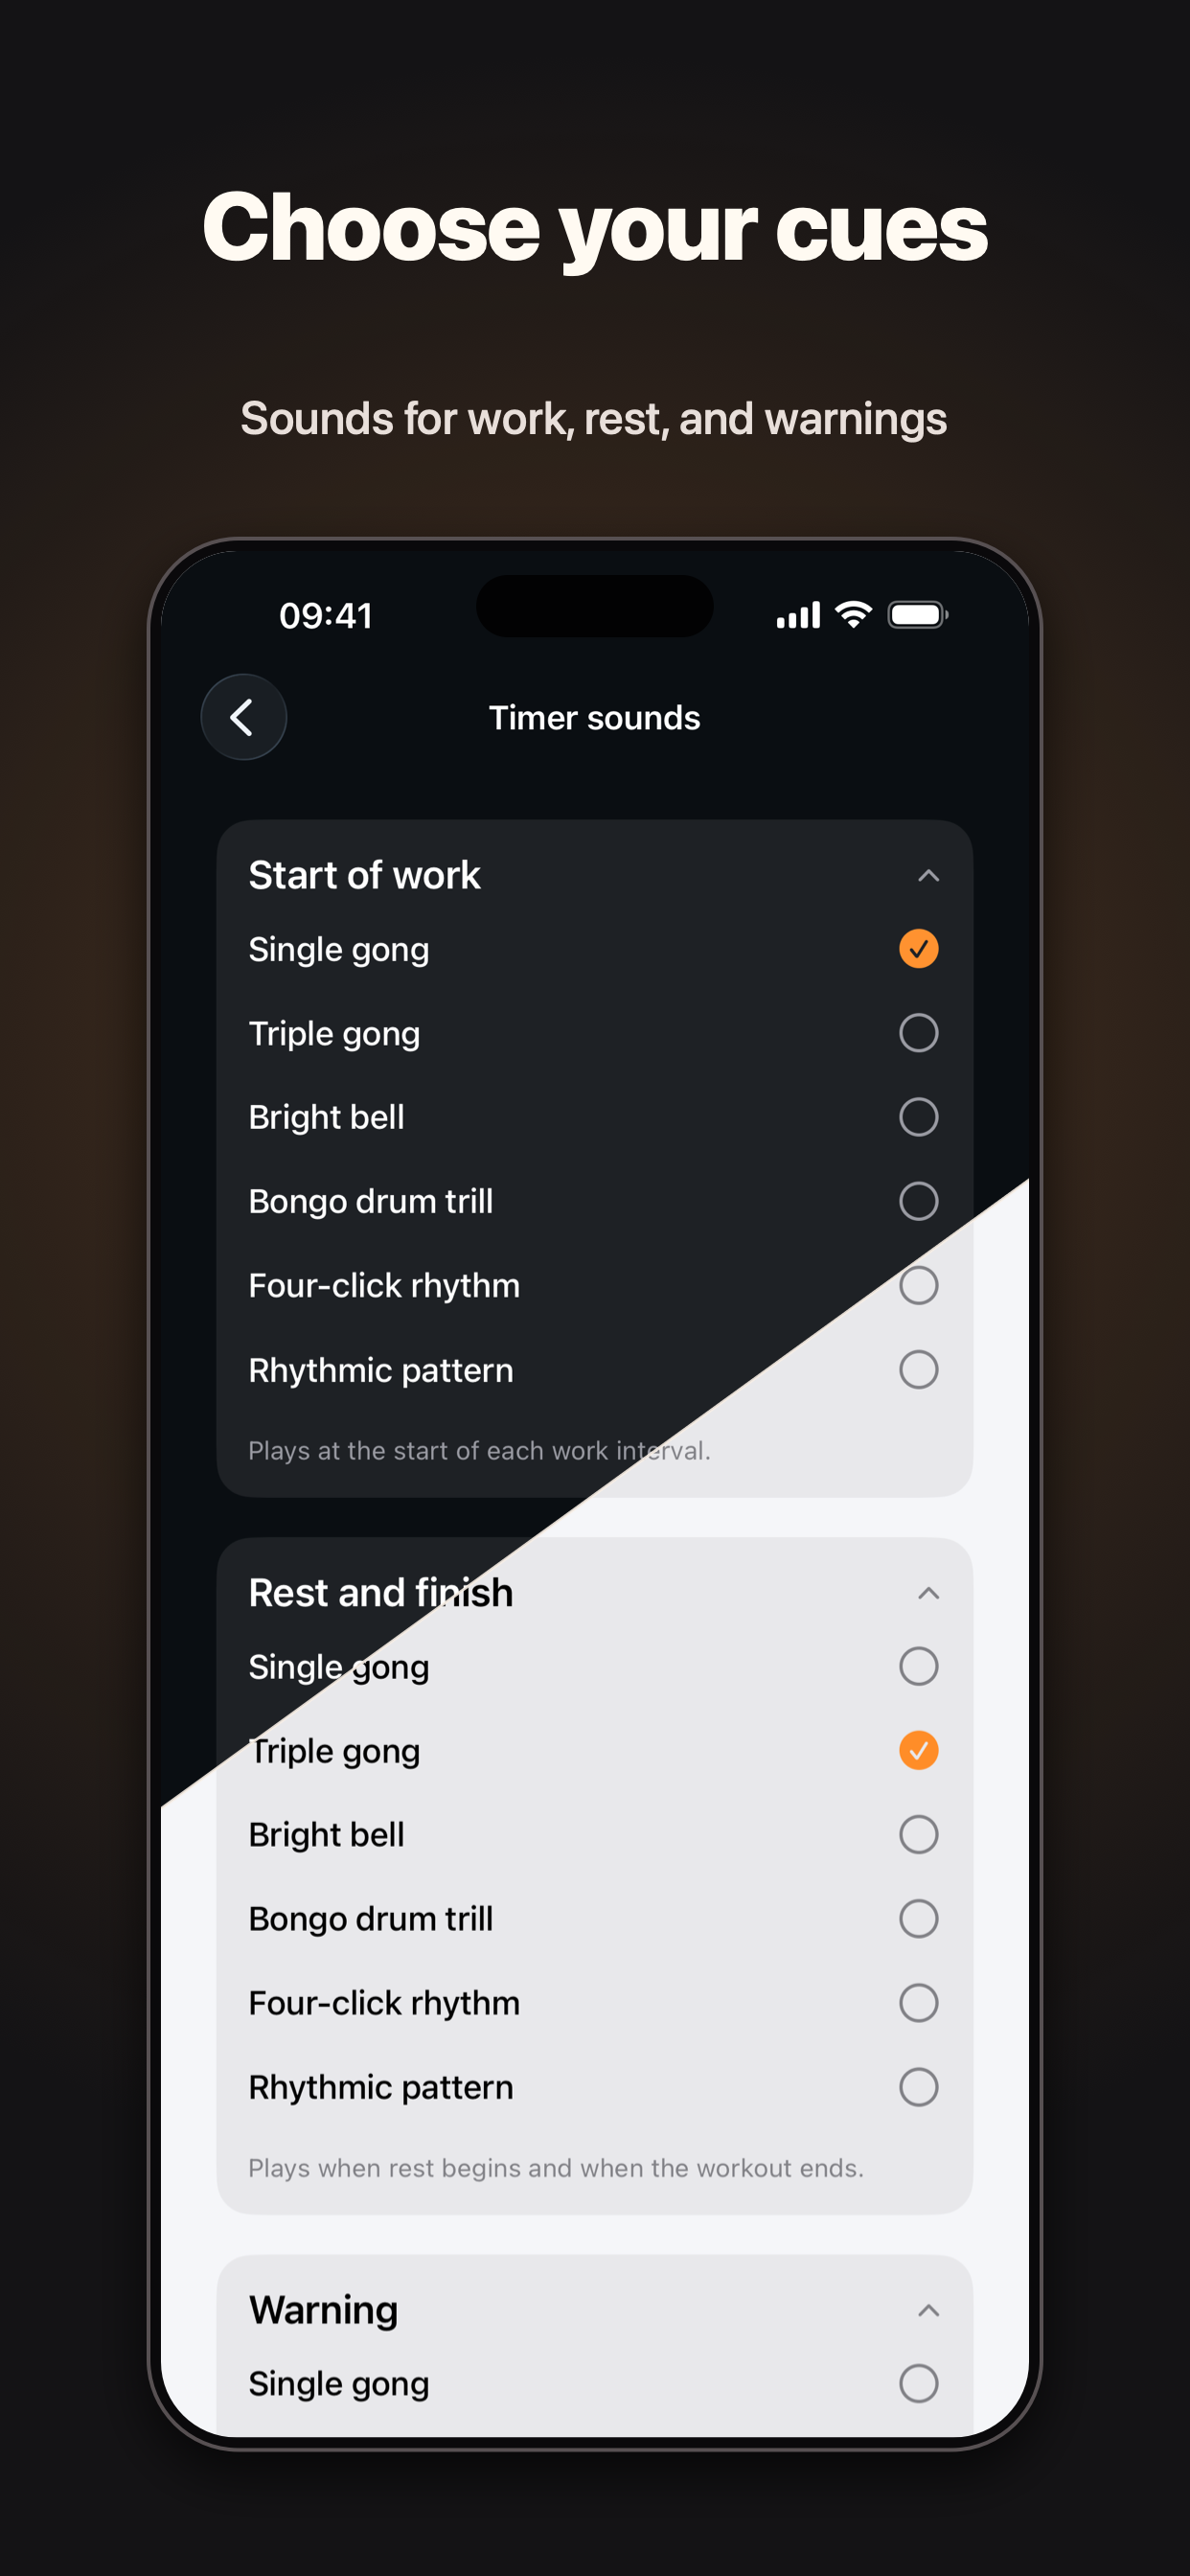 Choose your cues
Sounds for work, rest, and warnings
09:41
Timer sounds
Start of work
Single gong
Triple gong
Bright bell
Bongo drum trill
Four-click rhythm
Rhythmic pattern
Plays at the start of each work interval.
Rest and finish
Single gong
Triple gong
Bright bell
Bongo drum trill
Four-click rhythm
Rhythmic pattern
Plays when rest begins and when the workout ends.
Warning
Single gong